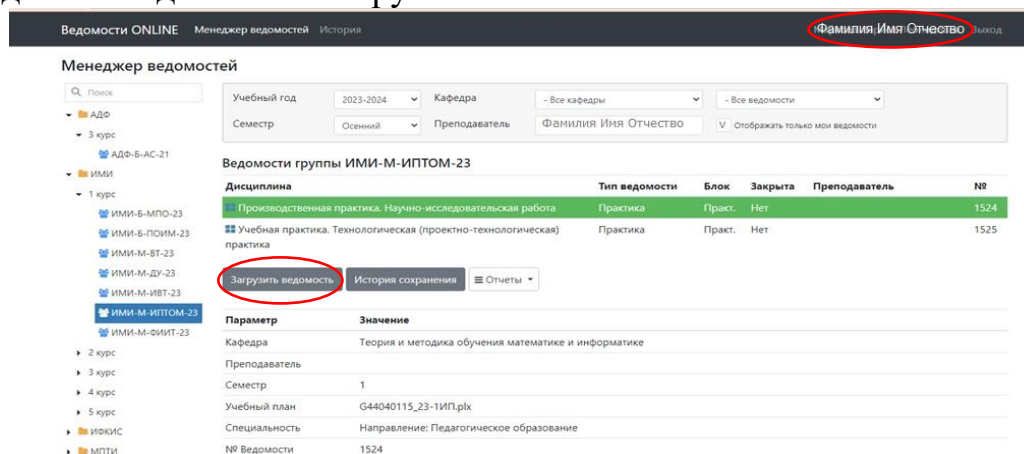 Ведомости ONLINE Менеджер ведомостей История Фамилия Имя Отчество Выход
Менеджер ведомостей
Поиск
АДФ
3 курс
АДФ-Б-АС-21
ИМИ
1 курс
ИМИ-Б-МПО-23
ИМИ-Б-ПОИМ-23
ИМИ-М-ВТ-23
ИМИ-М-ДУ-23
ИМИ-М-ИВТ-23
ИМИ-М-ИПТОМ-23
ИМИ-М-ФИИТ-23
2 курс
3 курс
4 курс
5 курс
ИФКИС
МПТИ
Учебный год 2023-2024 Кафедра - Все кафедры - Все ведомости
Семестр Осенний Преподаватель Фамилия Имя Отчество V Отображать только мои ведомости
Ведомости группы ИМИ-М-ИПТОМ-23
Дисциплина Тип ведомости Блок Закрыта Преподаватель №
Производственная практика. Научно-исследовательская работа Практика Практ. Нет 1524
Учебная практика. Технологическая (проектно-технологическая) Практика Практ. Нет 1525
практика
Загрузить ведомость История сохранения Отчеты
Параметр Значение
Кафедра Теория и методика обучения математике и информатике
Преподаватель
Семестр 1
Учебный план G44040115_23-1ИП.plx
Специальность Направление: Педагогическое образование
№ Ведомости 1524